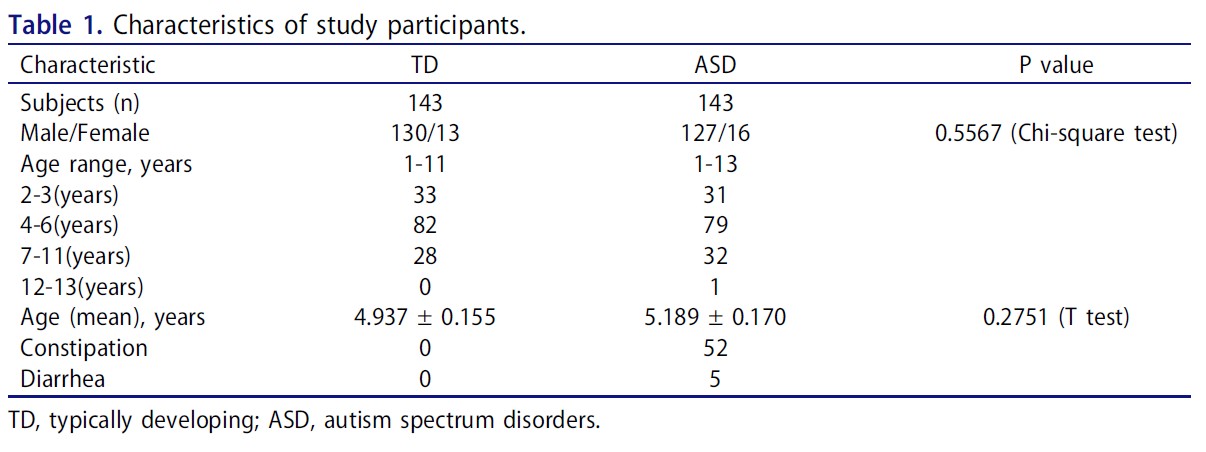 Table 1. Characteristics of study participants.
Characteristic TD ASD P value
Subjects (n) 143 143
Male/Female 130/13 127/16 0.5567 (Chi-square test)
Age range, years 1-11 1-13
2-3(years) 33 31
4-6(years) 82 79
7-11(years) 28 32
12-13(years) 0 1
Age (mean), years 4.937 ± 0.155 5.189 ± 0.170 0.2751 (T test)
Constipation 0 52
Diarrhea 0 5
TD, typically developing; ASD, autism spectrum disorders.